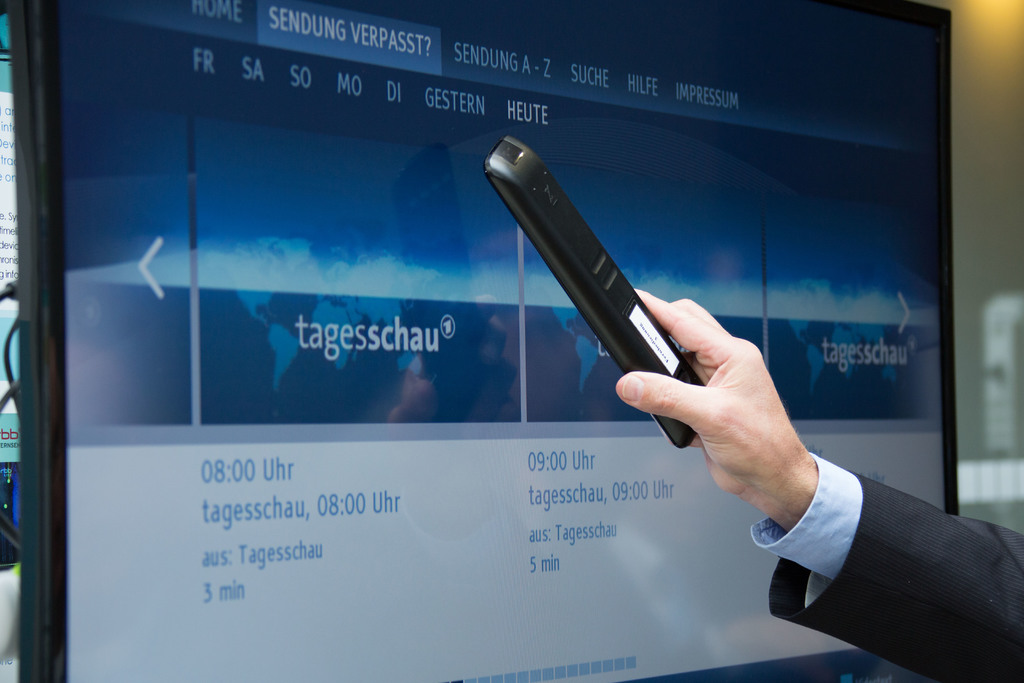 HOME SENDUNG VERPASST? SENDUNG A - Z SUCHE HILFE IMPRESSUM
FR SA SO MO DI GESTERN HEUTE
tagesschau
tagesschau
08:00 Uhr
tagesschau, 08:00 Uhr
aus: Tagesschau
3 min
09:00 Uhr
tagesschau, 09:00 Uhr
aus: Tagesschau
5 min